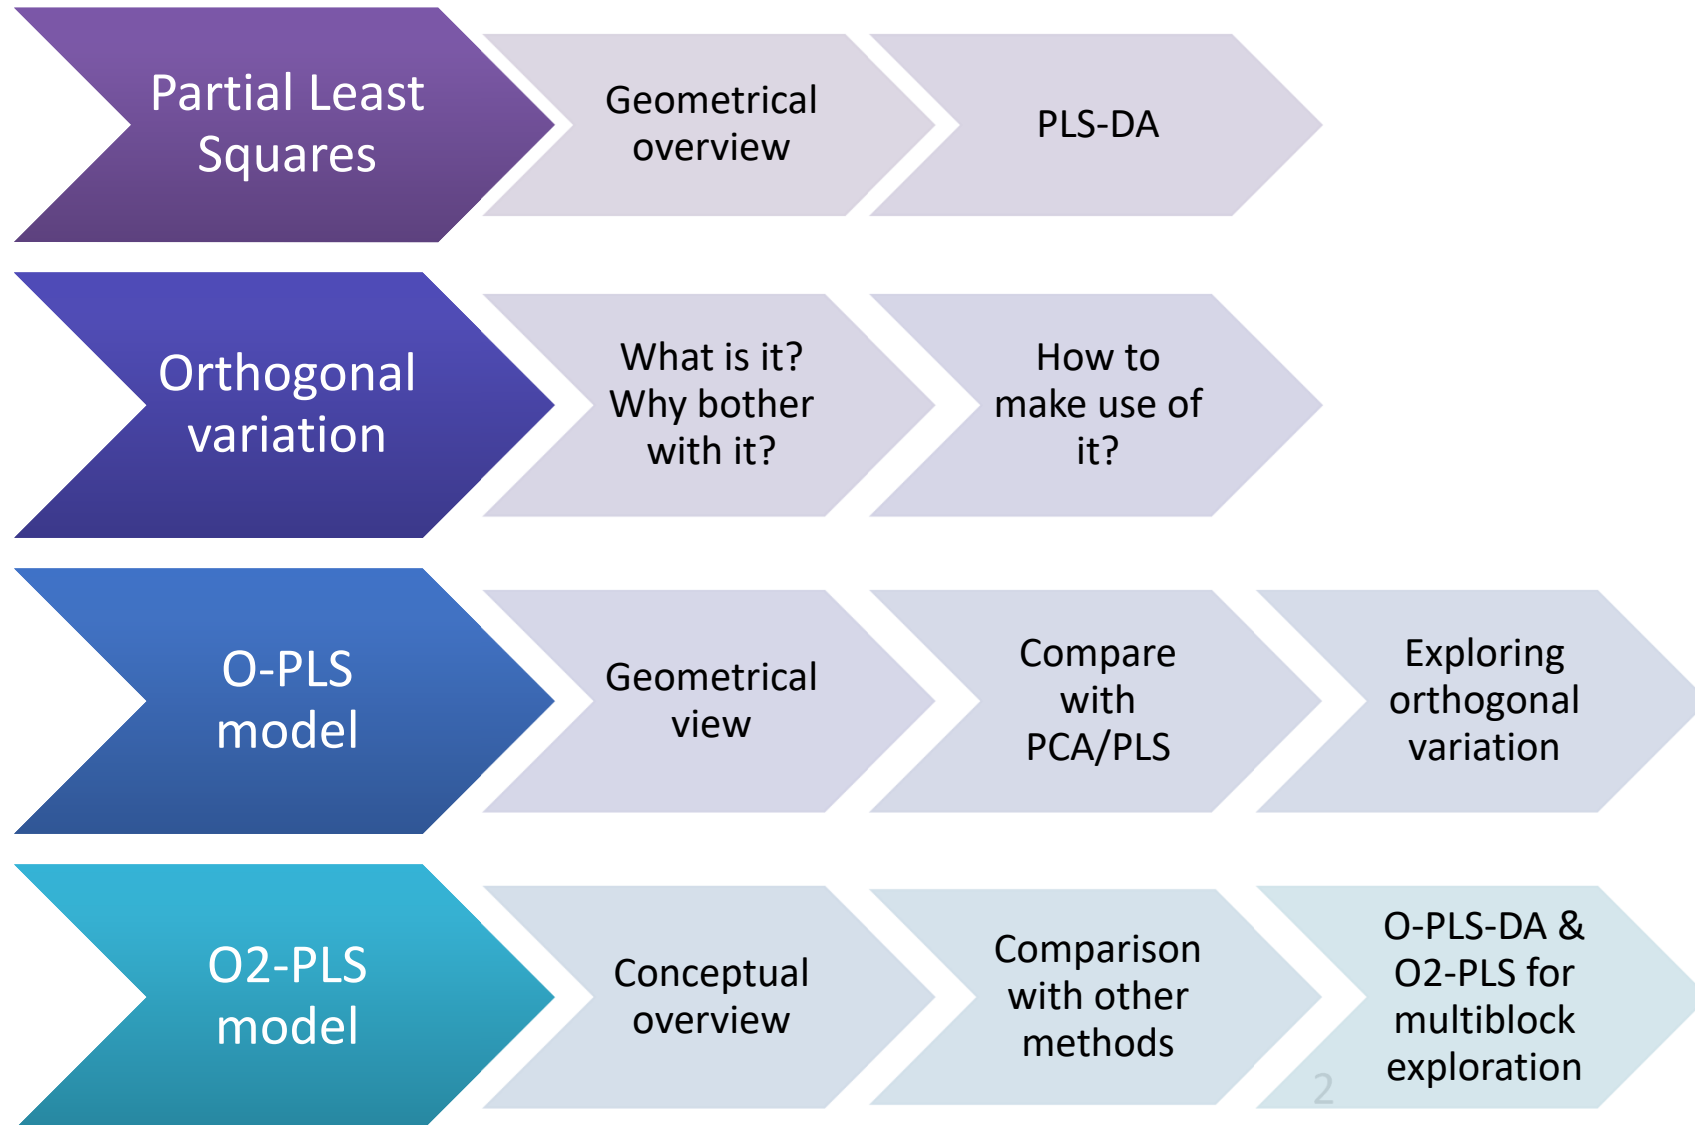 Partial Least
Squares
Geometrical
overview
PLS-DA
Orthogonal
variation
What is it?
Why bother
with it?
How to
make use of
it?
O-PLS
model
Geometrical
view
Compare
with
PCA/PLS
Exploring
orthogonal
variation
O2-PLS
model
Conceptual
overview
Comparison
with other
methods
O-PLS-DA &
O2-PLS for
multiblock
exploration
2